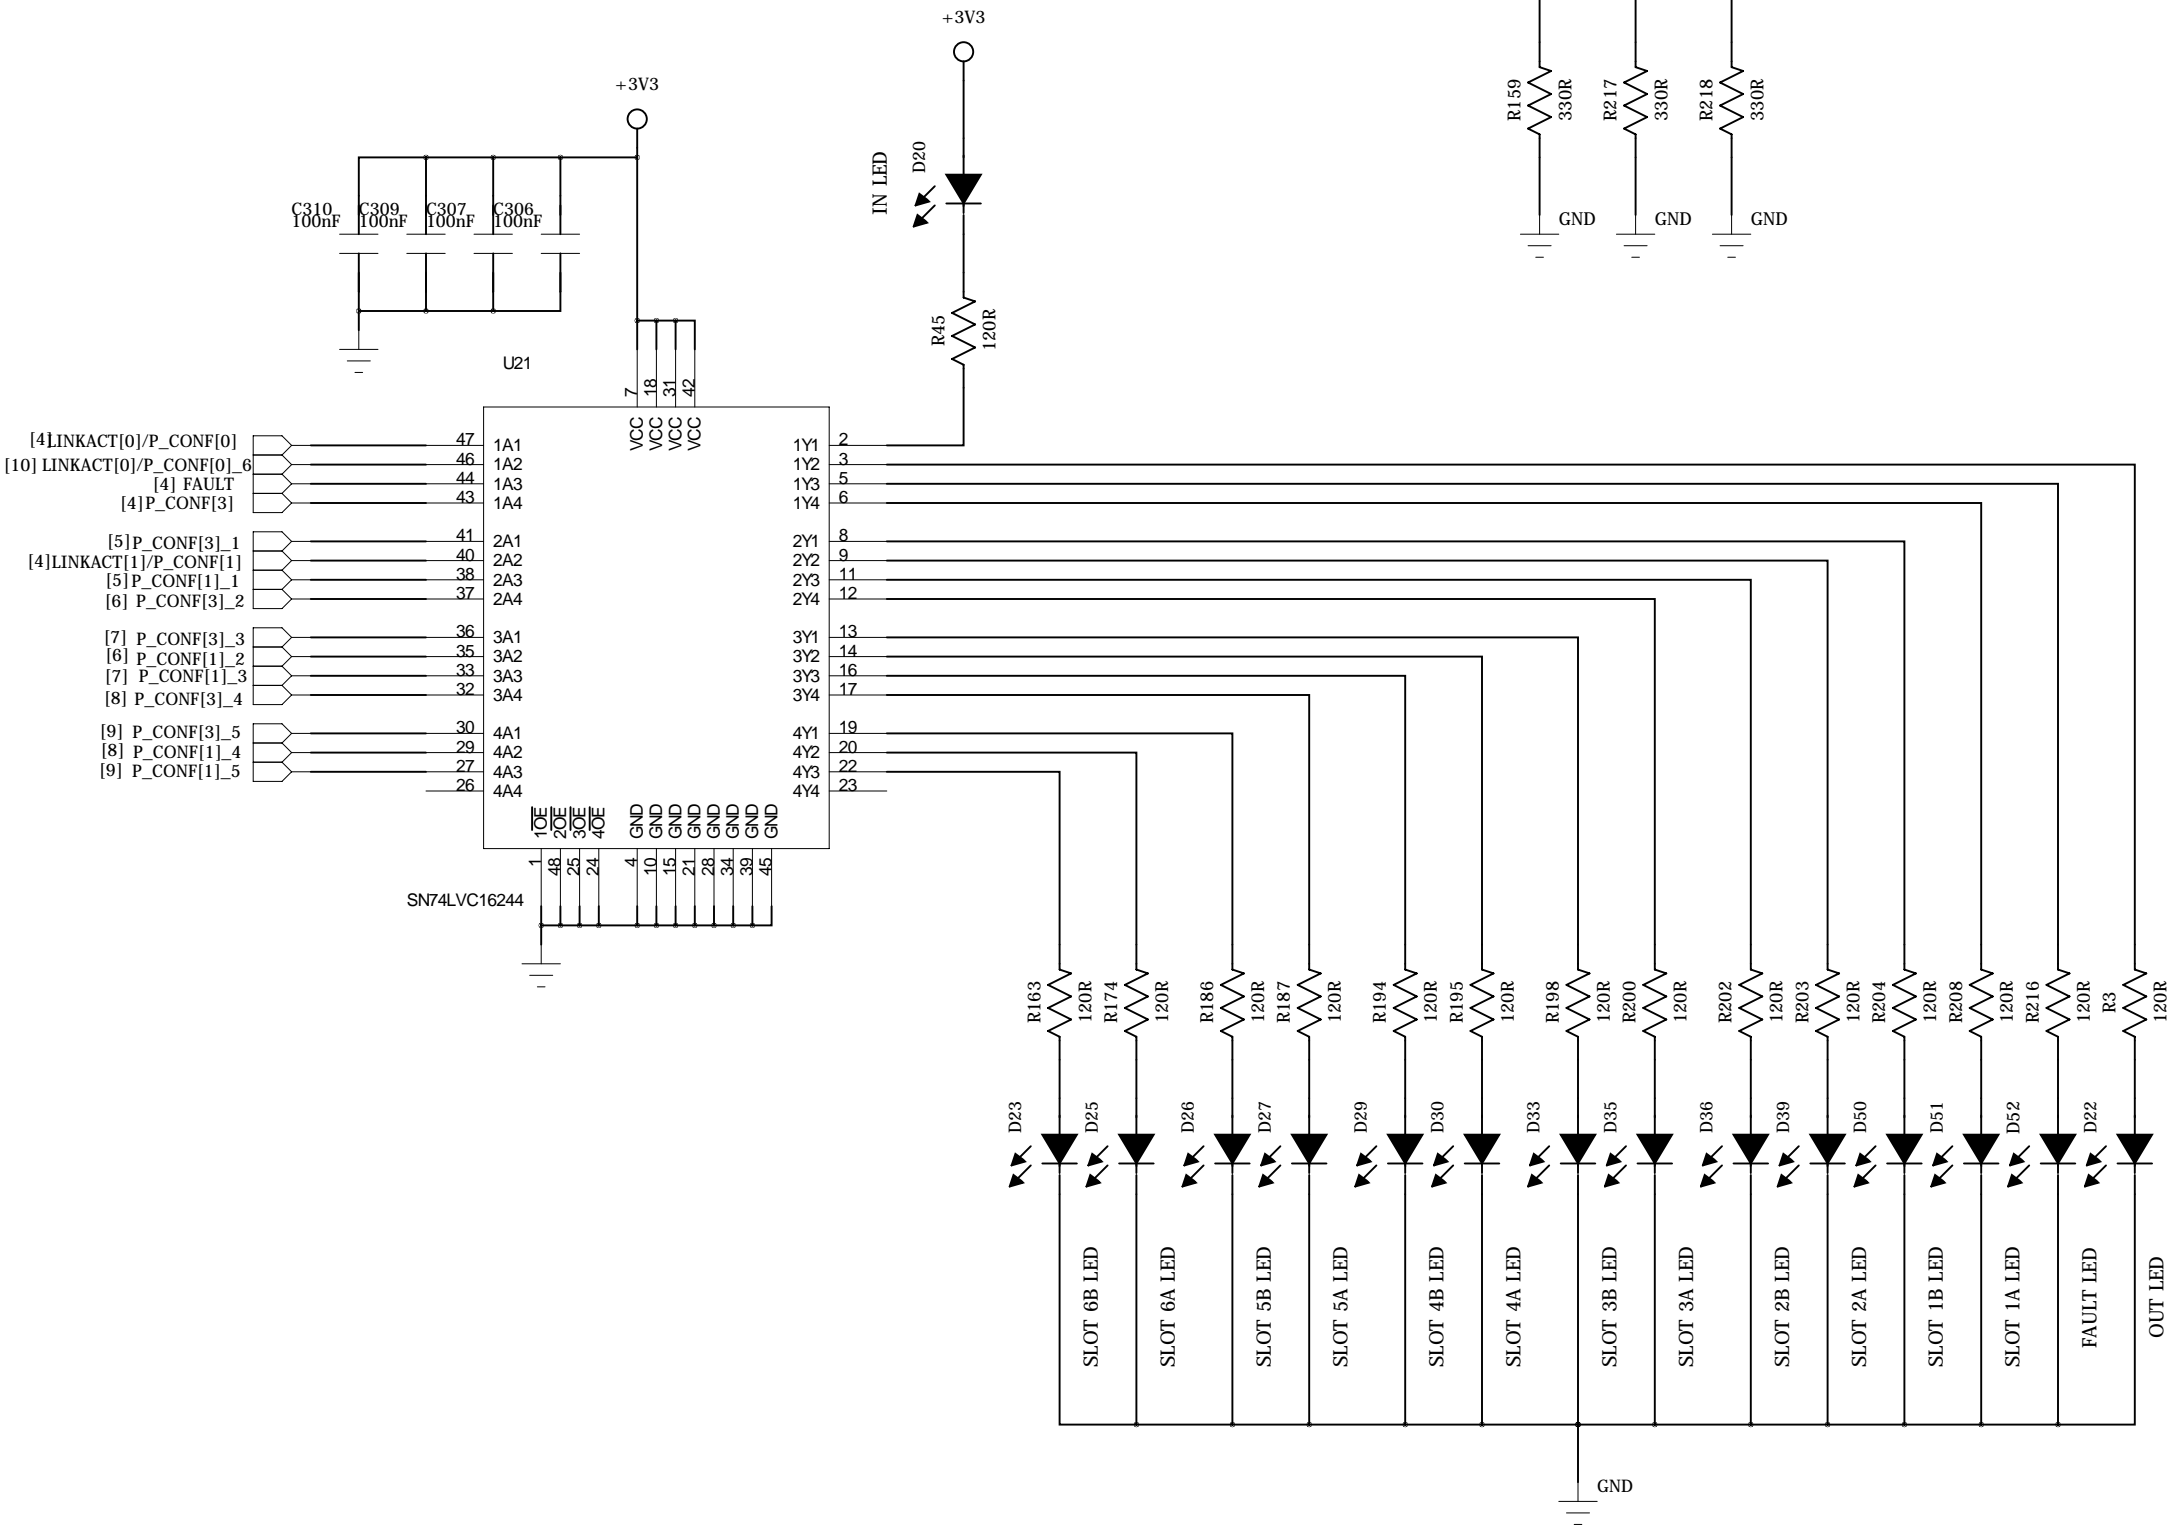 +3V3
+3V3
R159
330R
R217
330R
R218
330R
GND
GND
GND
IN LED
D20
R45
120R
C310
100nF
C309
100nF
C307
100nF
C306
100nF
U21
7
18
31
42
VCC
VCC
VCC
VCC
[4]LINKACT[0]/P_CONF[0]
47
1A1
1Y1
2
[10] LINKACT[0]/P_CONF[0]_6
46
1A2
1Y2
3
[4] FAULT
44
1A3
1Y3
5
[4]P_CONF[3]
43
1A4
1Y4
6
[5]P_CONF[3]_1
41
2A1
2Y1
8
[4]LINKACT[1]/P_CONF[1]
40
2A2
2Y2
9
[5]P_CONF[1]_1
38
2A3
2Y3
11
[6] P_CONF[3]_2
37
2A4
2Y4
12
[7] P_CONF[3]_3
36
3A1
3Y1
13
[6] P_CONF[1]_2
35
3A2
3Y2
14
[7] P_CONF[1]_3
33
3A3
3Y3
16
[8] P_CONF[3]_4
32
3A4
3Y4
17
[9] P_CONF[3]_5
30
4A1
4Y1
19
[8] P_CONF[1]_4
29
4A2
4Y2
20
[9] P_CONF[1]_5
27
4A3
4Y3
22
26
4A4
4Y4
23
1OE
2OE
3OE
4OE
GND
GND
GND
GND
GND
GND
GND
GND
1
48
25
24
4
10
15
21
28
34
39
45
SN74LVC16244
R163
120R
R174
120R
R186
120R
R187
120R
R194
120R
R195
120R
R198
120R
R200
120R
R202
120R
R203
120R
R204
120R
R208
120R
R216
120R
R3
120R
D23
D25
D26
D27
D29
D30
D33
D35
D36
D39
D50
D51
D52
D22
SLOT 6B LED
SLOT 6A LED
SLOT 5B LED
SLOT 5A LED
SLOT 4B LED
SLOT 4A LED
SLOT 3B LED
SLOT 3A LED
SLOT 2B LED
SLOT 2A LED
SLOT 1B LED
SLOT 1A LED
FAULT LED
OUT LED
GND